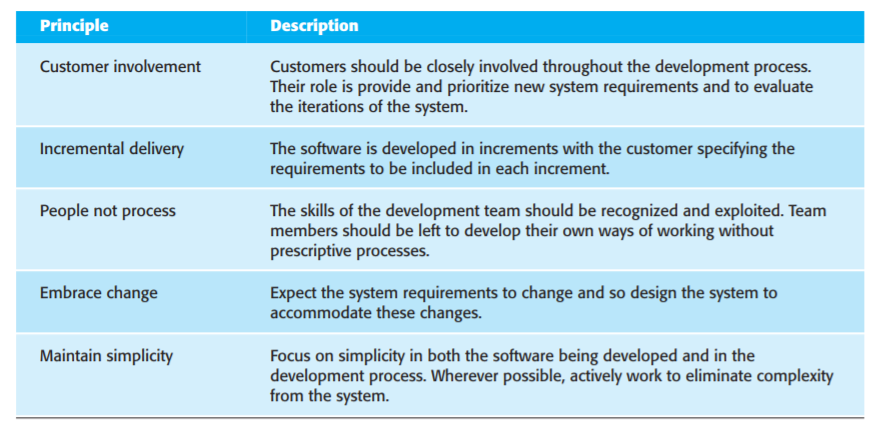 Principle Description
Customer involvement Customers should be closely involved throughout the development process.
Their role is provide and prioritize new system requirements and to evaluate
the iterations of the system.
Incremental delivery The software is developed in increments with the customer specifying the
requirements to be included in each increment.
People not process The skills of the development team should be recognized and exploited. Team
members should be left to develop their own ways of working without
prescriptive processes.
Embrace change Expect the system requirements to change and so design the system to
accommodate these changes.
Maintain simplicity Focus on simplicity in both the software being developed and in the
development process. Wherever possible, actively work to eliminate complexity
from the system.